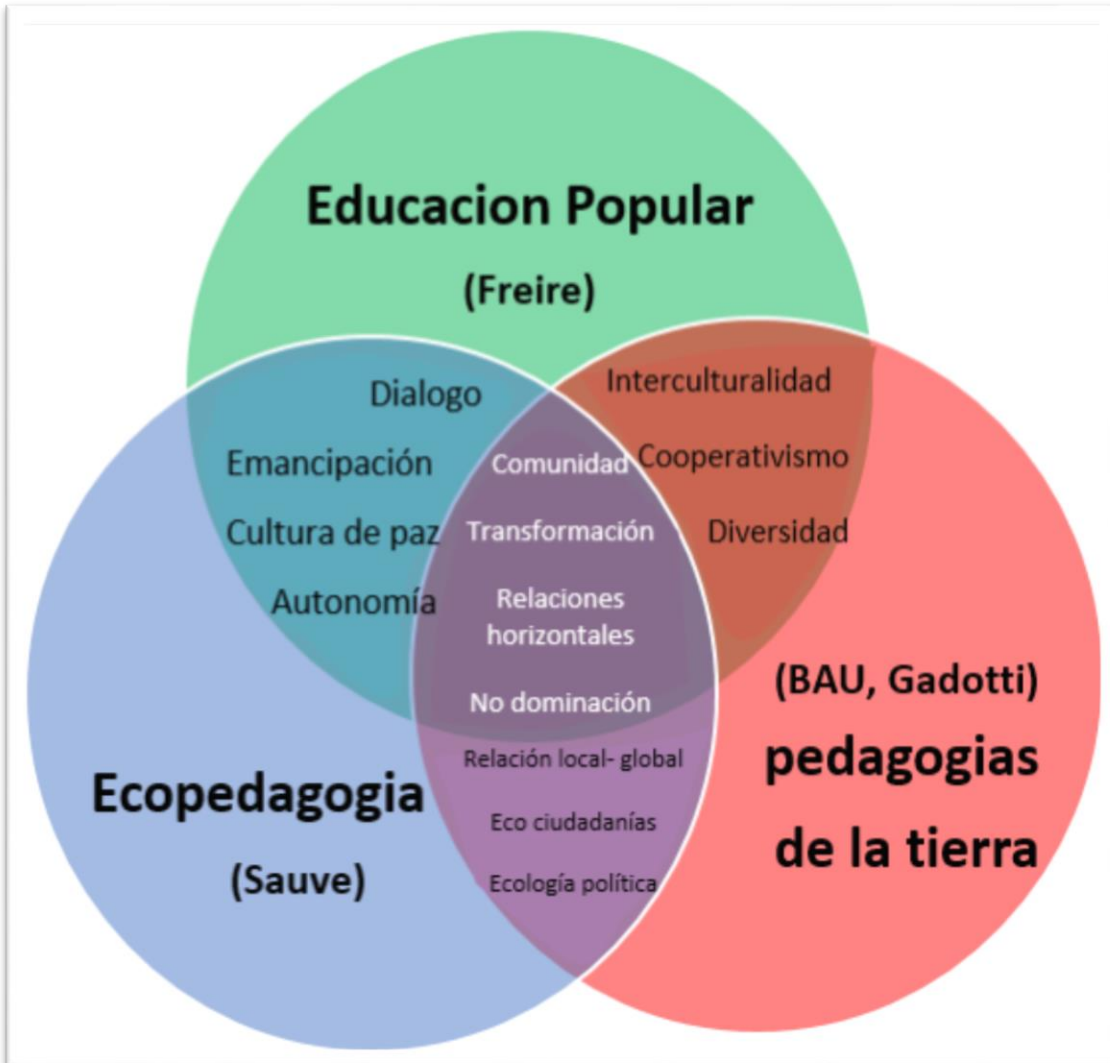 Educacion Popular
(Freire)
Dialogo
Emancipación
Cultura de paz
Autonomía
Interculturalidad
Cooperativismo
Diversidad
Comunidad
Transformación
Relaciones
horizontales
No dominación
Relación local- global
Eco ciudadanías
Ecología política
Ecopedagogia
(Sauve)
(BAU, Gadotti)
pedagogias
de la tierra